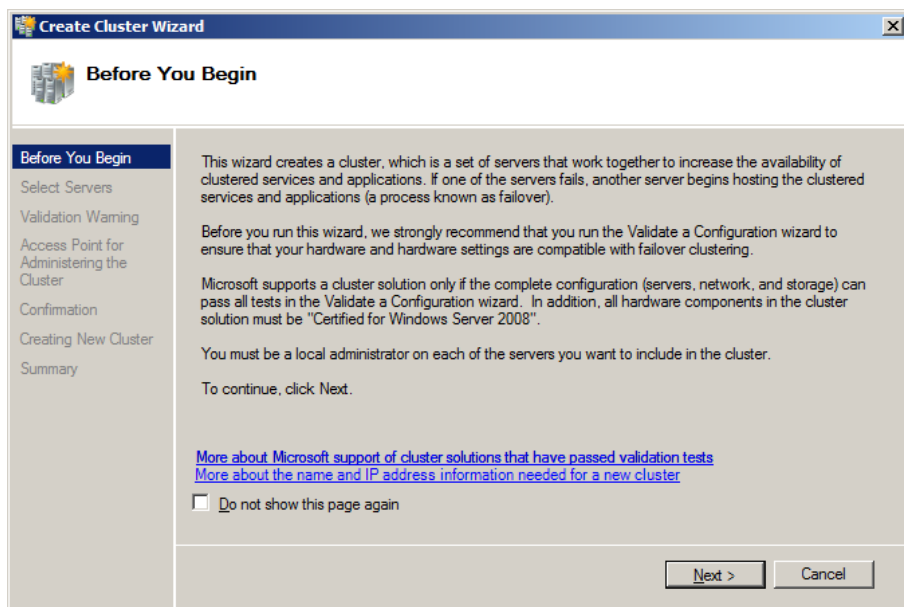 Create Cluster Wizard
Before You Begin
Before You Begin
Select Servers
Validation Warning
Access Point for
Administering the
Cluster
Confirmation
Creating New Cluster
Summary
This wizard creates a cluster, which is a set of servers that work together to increase the availability of
clustered services and applications. If one of the servers fails, another server begins hosting the clustered
services and applications (a process known as failover).
Before you run this wizard, we strongly recommend that you run the Validate a Configuration wizard to
ensure that your hardware and hardware settings are compatible with failover clustering.
Microsoft supports a cluster solution only if the complete configuration (servers, network, and storage) can
pass all tests in the Validate a Configuration wizard. In addition, all hardware components in the cluster
solution must be "Certified for Windows Server 2008".
You must be a local administrator on each of the servers you want to include in the cluster.
To continue, click Next.
More about Microsoft support of cluster solutions that have passed validation tests
More about the name and IP address information needed for a new cluster
Do not show this page again
Next >
Cancel